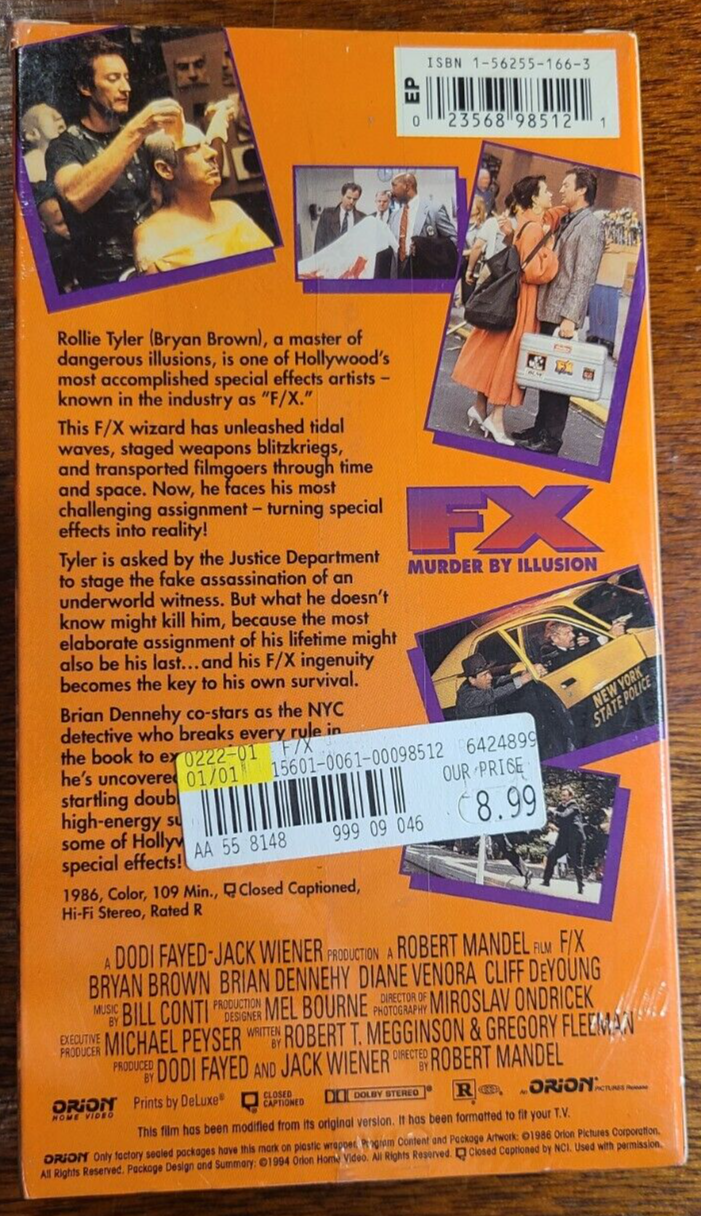 ISBN 1-56255-166-3
EP
0 23568 98512 1
Rollie Tyler (Bryan Brown), a master of
dangerous illusions, is one of Hollywood's
most accomplished special effects artists –
known in the industry as "F/X."
This F/X wizard has unleashed tidal
waves, staged weapons blitzkriegs,
and transported filmgoers through time
and space. Now, he faces his most
challenging assignment – turning special
effects into reality!
Tyler is asked by the Justice Department
to stage the fake assassination of an
underworld witness. But what he doesn't
know might kill him, because the most
elaborate assignment of his lifetime might
also be his last...and his F/X ingenuity
becomes the key to his own survival.
FX
MURDER BY ILLUSION
NEW YORK
STATE POLICE
Brian Dennehy co-stars as the NYC
detective who breaks every rule in
the book to
he's
startling
high-energy
some of
special effects!
0222-01 F/X
01/01 15601-0061-00098512 6424899
OUR PRICE
8.99
AA 55 8148 999 09 046
1986, Color, 109 Min., Closed Captioned,
Hi-Fi Stereo, Rated R
A DODI FAYED-JACK WIENER PRODUCTION A ROBERT MANDEL FILM F/X
BRYAN BROWN BRIAN DENNEHY DIANE VENORA CLIFF DeYOUNG
MUSIC BY BILL CONTI PRODUCTION DESIGNER MEL BOURNE DIRECTOR OF PHOTOGRAPHY MIROSLAV ONDRICEK
EXECUTIVE PRODUCER MICHAEL PEYSER WRITTEN BY ROBERT T. MEGGINSON & GREGORY FLEEMAN
PRODUCED BY DODI FAYED AND JACK WIENER DIRECTED BY ROBERT MANDEL
ORION HOME VIDEO Prints by DeLuxe® CLOSED CAPTIONED DOLBY STEREO® R An ORION PICTURES Release
This film has been modified from its original version. It has been formatted to fit your T.V.
ORION Only factory sealed packages have this mark on plastic wrapper. Program Content and Package Artwork: ©1986 Orion Pictures Corporation.
All Rights Reserved. Package Design and Summary: ©1994 Orion Home Video. All Rights Reserved. Closed Captioned by NCI. Used with permission.